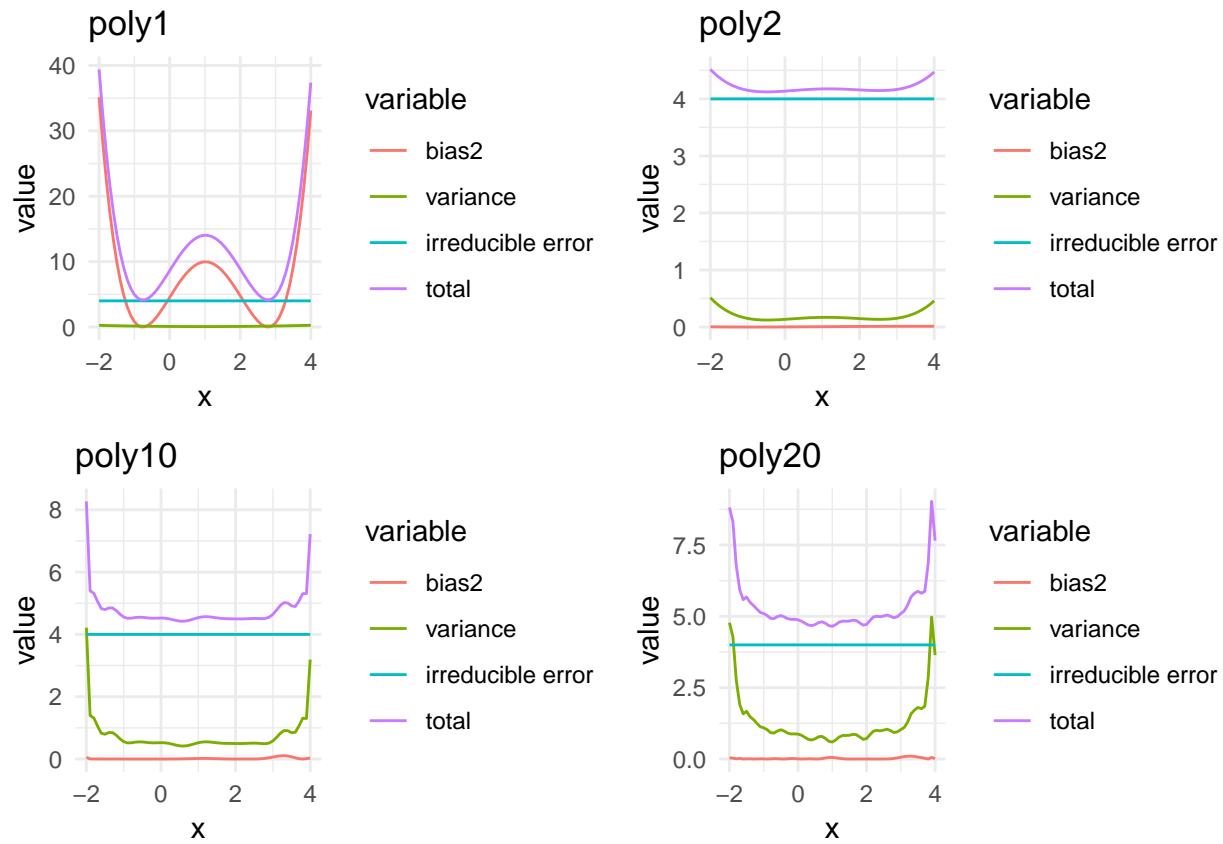 poly1
value
40
30
20
10
0
−2
0
2
4
x
variable
bias2
variance
irreducible error
total
poly2
value
4
3
2
1
0
−2
0
2
4
x
variable
bias2
variance
irreducible error
total
poly10
value
8
6
4
2
0
−2
0
2
4
x
variable
bias2
variance
irreducible error
total
poly20
value
7.5
5.0
2.5
0.0
−2
0
2
4
x
variable
bias2
variance
irreducible error
total